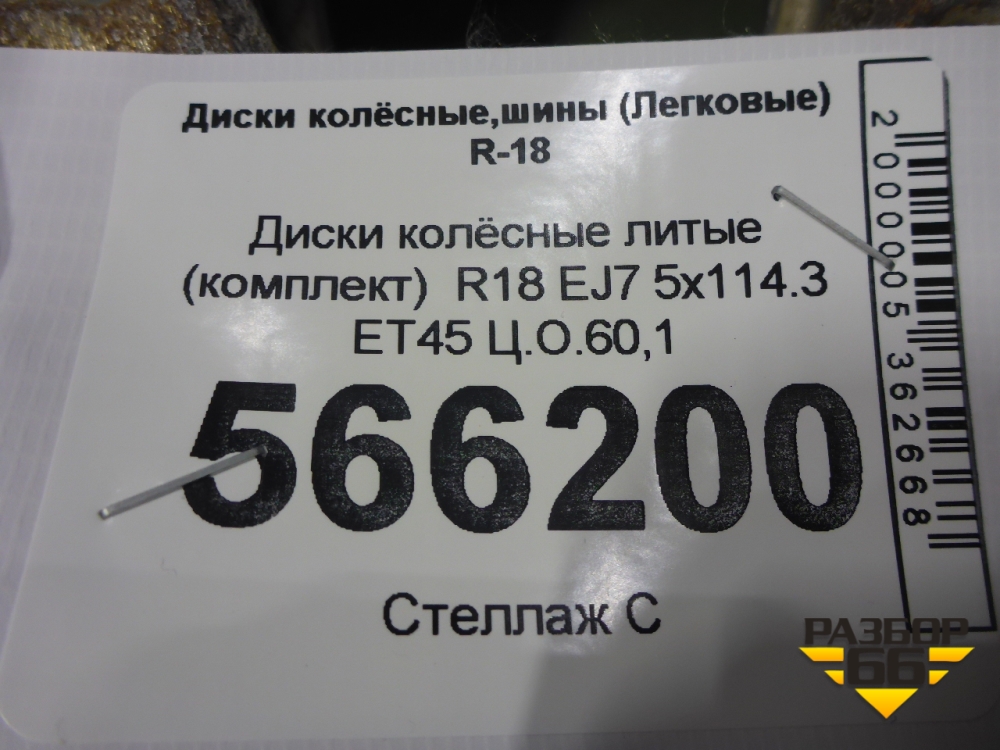 Диски колёсные,шины (Легковые)
R-18
Диски колёсные литые
(комплект) R18 EJ7 5x114.3
ET45 Ц.О.60,1
566200
Стеллаж С
2000005362668
РАЗБОР
66